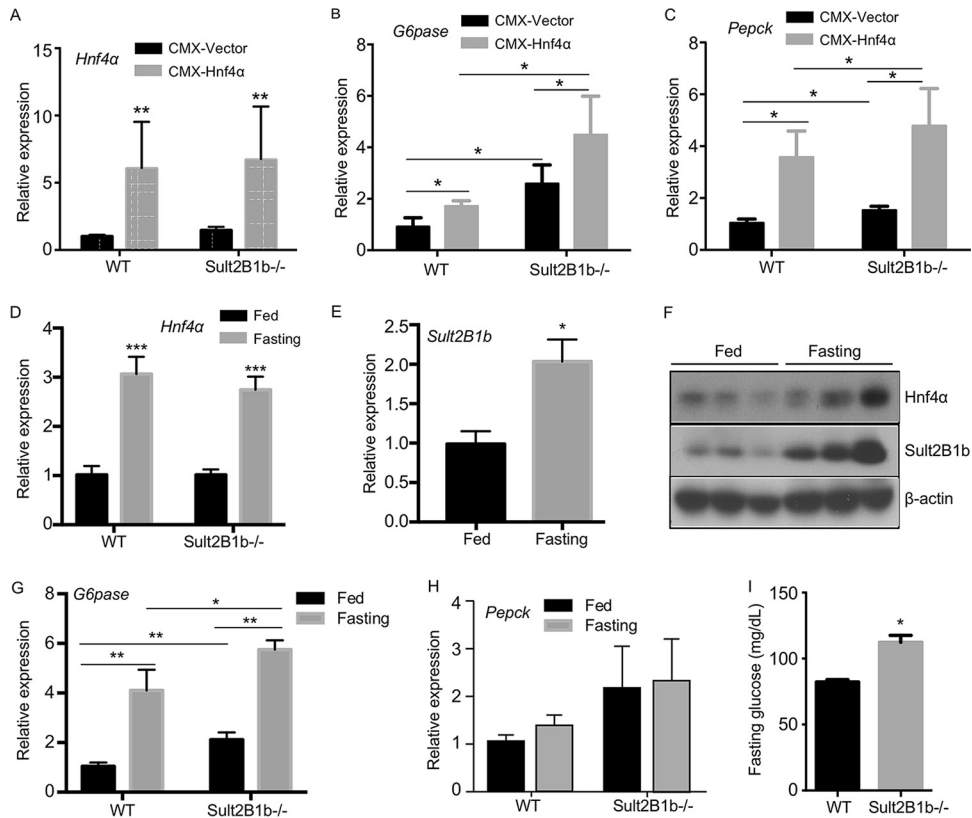 A
Hnf4α
CMX-Vector
CMX-Hnf4α
Relative expression
15
10
5
0
**
**
WT
Sult2B1b-/-
B
G6pase
CMX-Vector
CMX-Hnf4α
Relative expression
8
6
4
2
0
*
*
*
*
WT
Sult2B1b-/-
C
Pepck
CMX-Vector
CMX-Hnf4α
Relative expression
8
6
4
2
0
*
*
*
*
WT
Sult2B1b-/-
D
Hnf4α
Fed
Fasting
Relative expression
4
3
2
1
0
***
***
WT
Sult2B1b-/-
E
Sult2B1b
Relative expression
2.5
2.0
1.5
1.0
0.5
0.0
*
Fed
Fasting
F
Fed
Fasting
Hnf4α
Sult2B1b
β-actin
G
G6pase
Fed
Fasting
Relative expression
8
6
4
2
0
*
**
**
**
WT
Sult2B1b-/-
H
Pepck
Fed
Fasting
Relative expression
4
3
2
1
0
WT
Sult2B1b-/-
I
Fasting glucose (mg/dL)
150
100
50
0
*
WT
Sult2B1b-/-